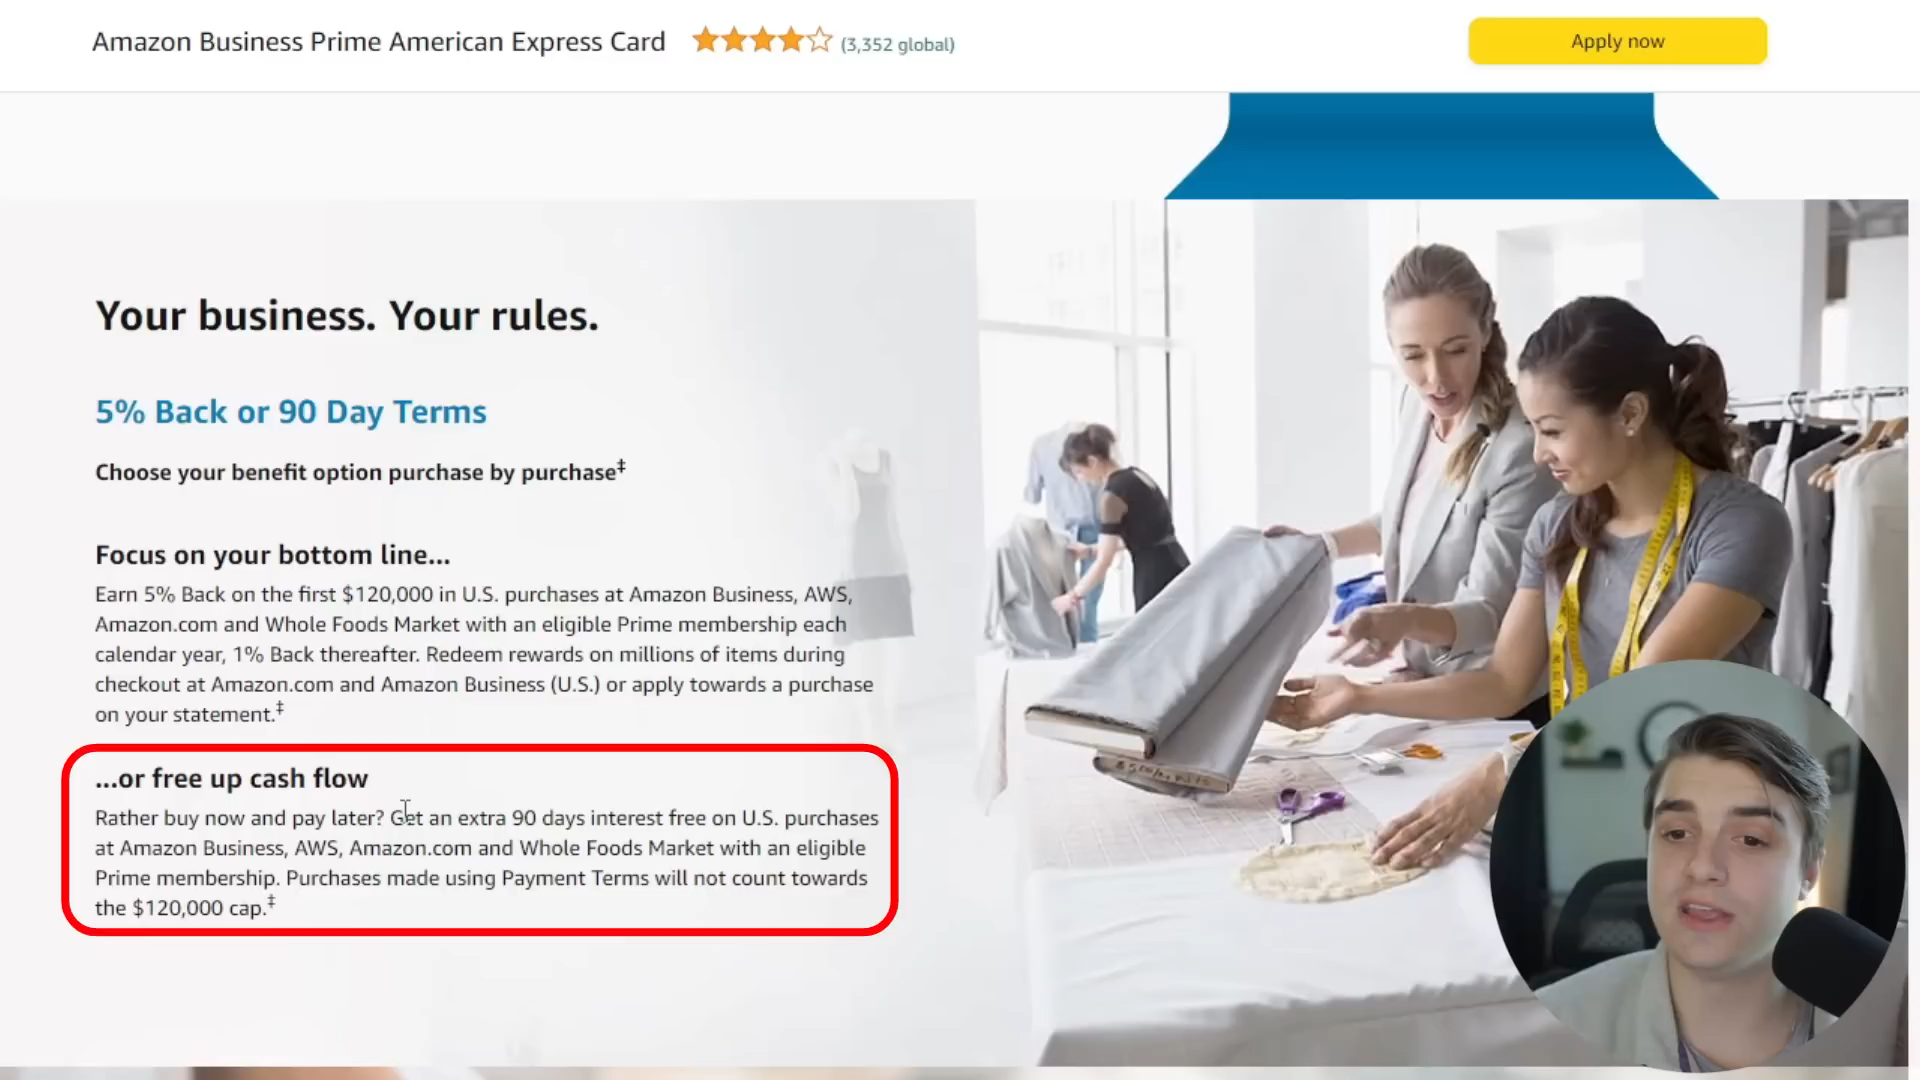 Amazon Business Prime American Express Card
(3,352 global)
Apply now
Your business. Your rules.
5% Back or 90 Day Terms
Choose your benefit option purchase by purchase‡
Focus on your bottom line...
Earn 5% Back on the first $120,000 in U.S. purchases at Amazon Business, AWS,
Amazon.com and Whole Foods Market with an eligible Prime membership each
calendar year, 1% Back thereafter. Redeem rewards on millions of items during
checkout at Amazon.com and Amazon Business (U.S.) or apply towards a purchase
on your statement.‡
...or free up cash flow
Rather buy now and pay later? Get an extra 90 days interest free on U.S. purchases
at Amazon Business, AWS, Amazon.com and Whole Foods Market with an eligible
Prime membership. Purchases made using Payment Terms will not count towards
the $120,000 cap.‡